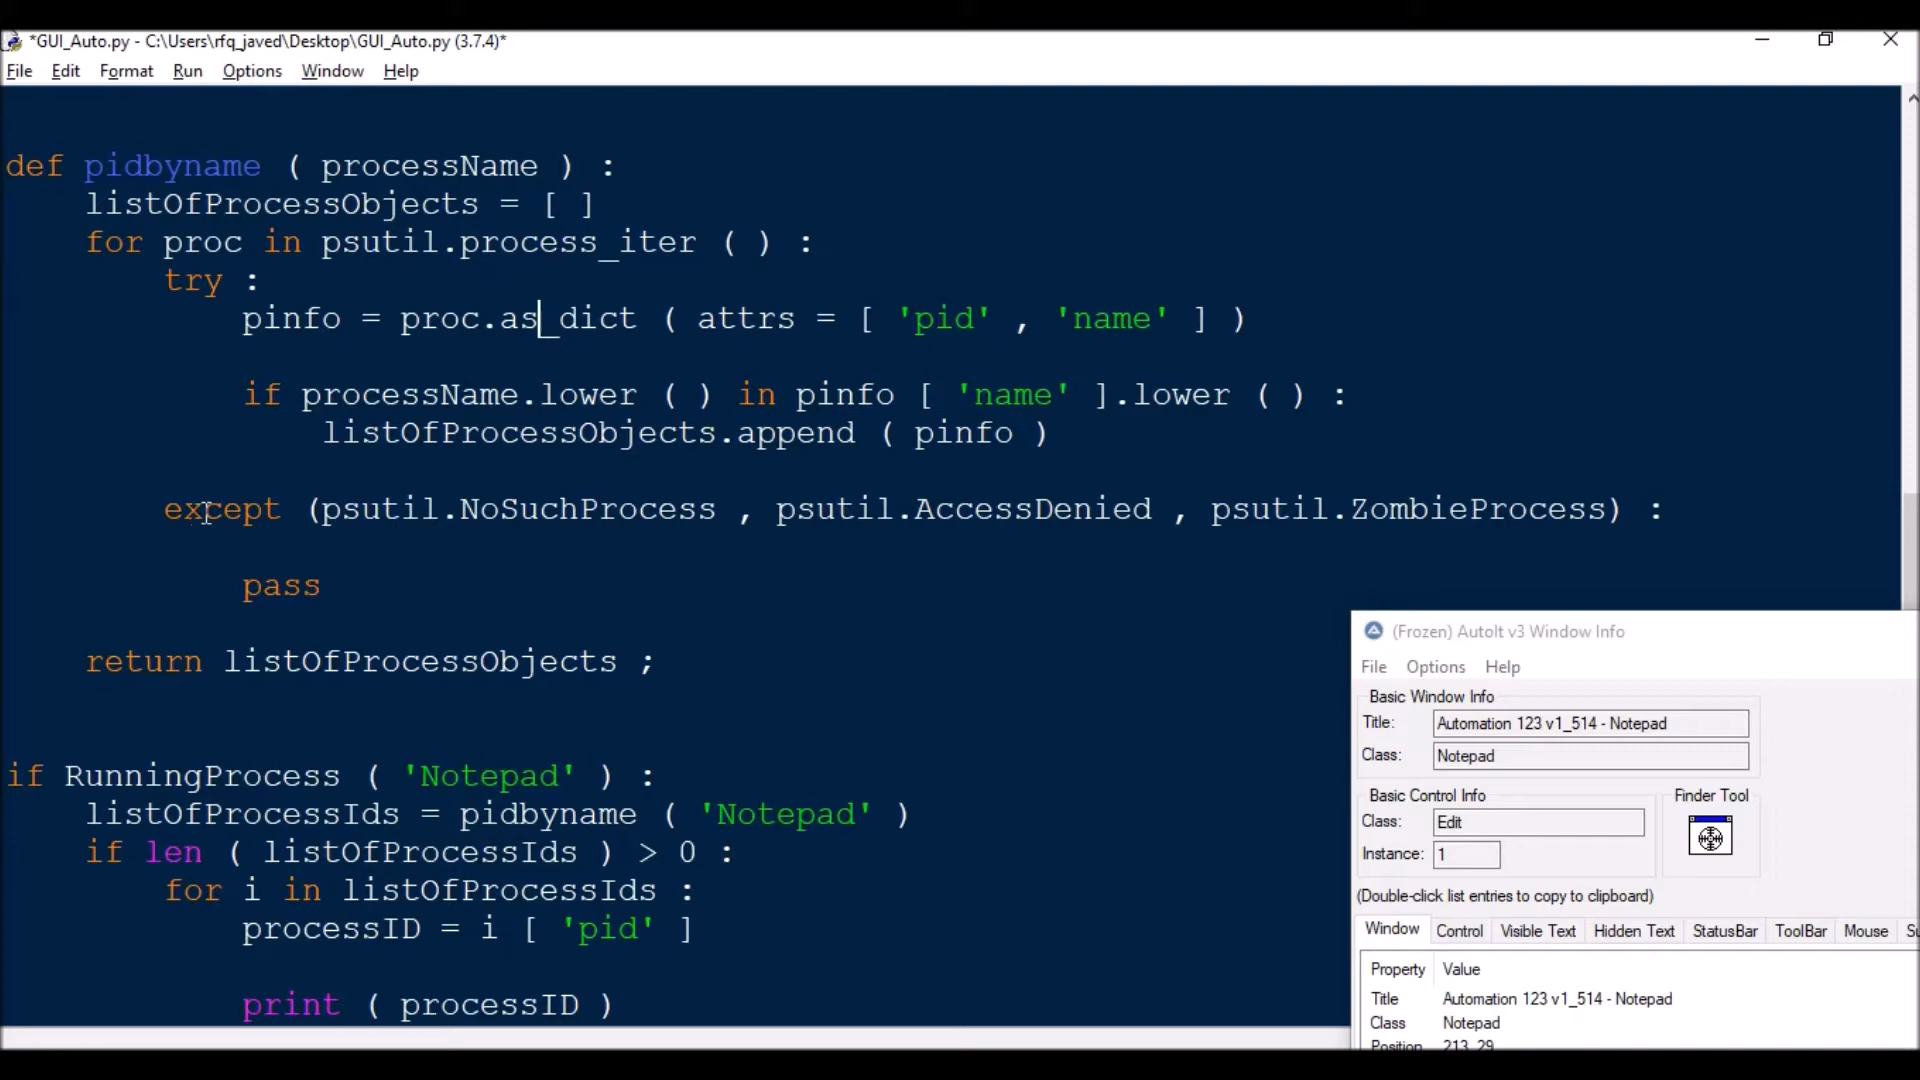 *GUI_Auto.py - C:\Users\rfq_javed\Desktop\GUI_Auto.py (3.7.4)*
File Edit Format Run Options Window Help
def pidbyname ( processName ) :
listOfProcessObjects = [ ]
for proc in psutil.process_iter ( ) :
try :
pinfo = proc.as_dict ( attrs = [ 'pid' , 'name' ] )
if processName.lower ( ) in pinfo [ 'name' ].lower ( ) :
listOfProcessObjects.append ( pinfo )
except (psutil.NoSuchProcess , psutil.AccessDenied , psutil.ZombieProcess) :
pass
return listOfProcessObjects ;
if RunningProcess ( 'Notepad' ) :
listOfProcessIds = pidbyname ( 'Notepad' )
if len ( listOfProcessIds ) > 0 :
for i in listOfProcessIds :
processID = i [ 'pid' ]
print ( processID )
(Frozen) AutoIt v3 Window Info
File Options Help
Basic Window Info
Title: Automation 123 v1_514 - Notepad
Class: Notepad
Basic Control Info
Class: Edit
Instance: 1
Finder Tool
(Double-click list entries to copy to clipboard)
Window Control Visible Text Hidden Text StatusBar ToolBar Mouse
Property Value
Title Automation 123 v1_514 - Notepad
Class Notepad
Position 213, 29